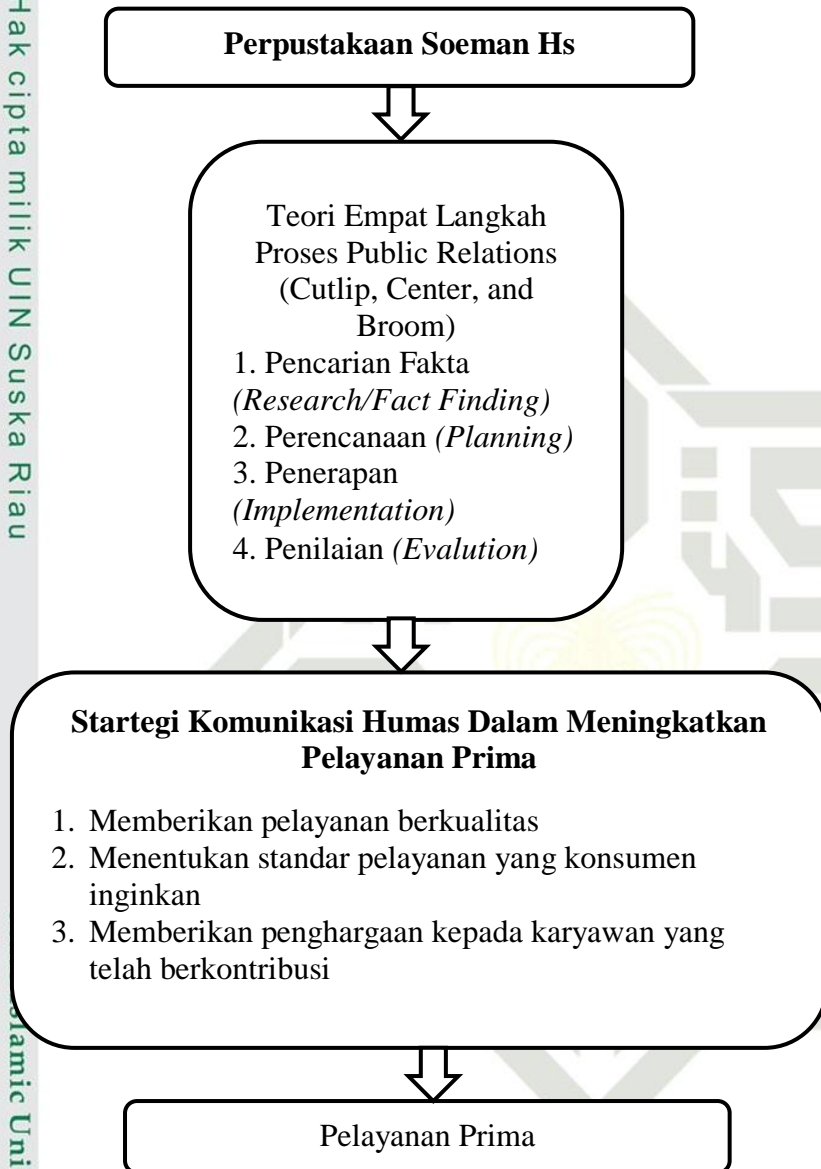 Hak cipta milik UIN Suska Riau
Perpustakaan Soeman Hs
Teori Empat Langkah
Proses Public Relations
(Cutlip, Center, and
Broom)
1. Pencarian Fakta
(Research/Fact Finding)
2. Perencanaan (Planning)
3. Penerapan
(Implementation)
4. Penilaian (Evalution)
Startegi Komunikasi Humas Dalam Meningkatkan
Pelayanan Prima
1. Memberikan pelayanan berkualitas
2. Menentukan standar pelayanan yang konsumen
inginkan
3. Memberikan penghargaan kepada karyawan yang
telah berkontribusi
Pelayanan Prima